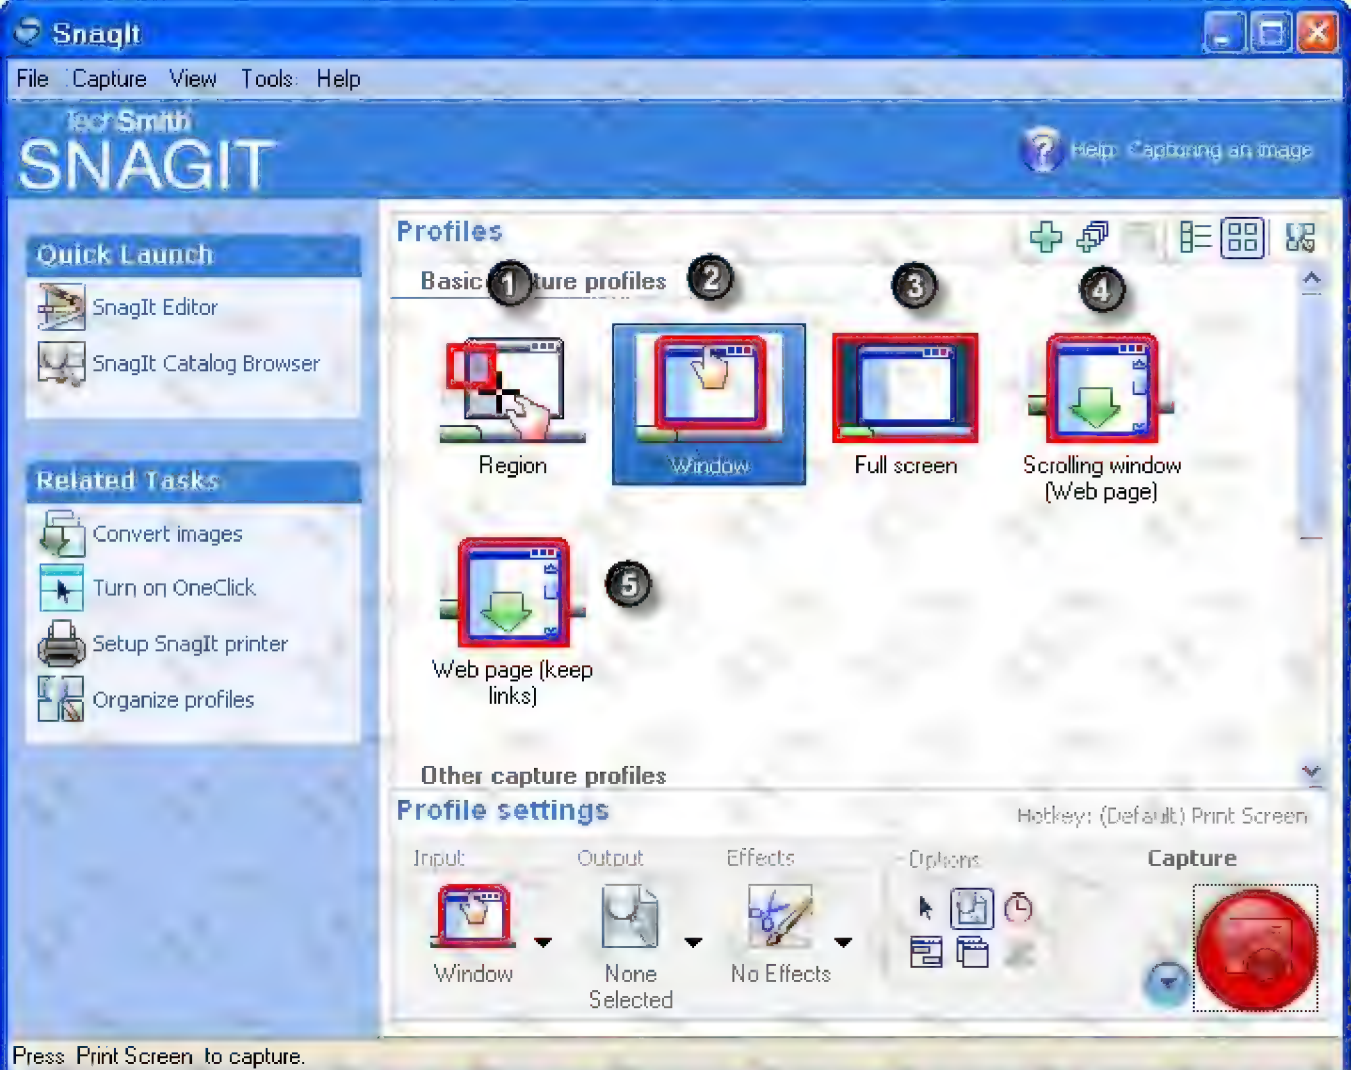 SnagIt
File Capture View Tools Help
TechSmith
SNAGIT
Help: Capturing an image
Quick Launch
SnagIt Editor
SnagIt Catalog Browser
Related Tasks
Convert images
Turn on OneClick
Setup SnagIt printer
Organize profiles
Profiles
Basic ture profiles
1
2
3
4
Region
Window
Full screen
Scrolling window
(Web page)
5
Web page (keep
links)
Other capture profiles
Profile settings
Hotkey: (Default) Print Screen
Input
Output
Effects
Options
Capture
Window
None
Selected
No Effects
Press Print Screen to capture.